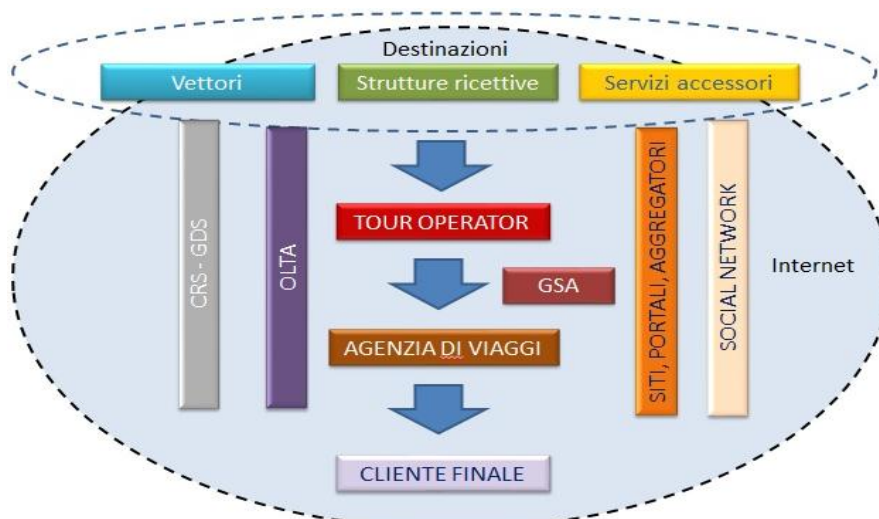 Destinazioni
Vettori
Strutture ricettive
Servizi accessori
CRS - GDS
OLTA
TOUR OPERATOR
GSA
AGENZIA DI VIAGGI
CLIENTE FINALE
SITI, PORTALI, AGGREGATORI
SOCIAL NETWORK
Internet